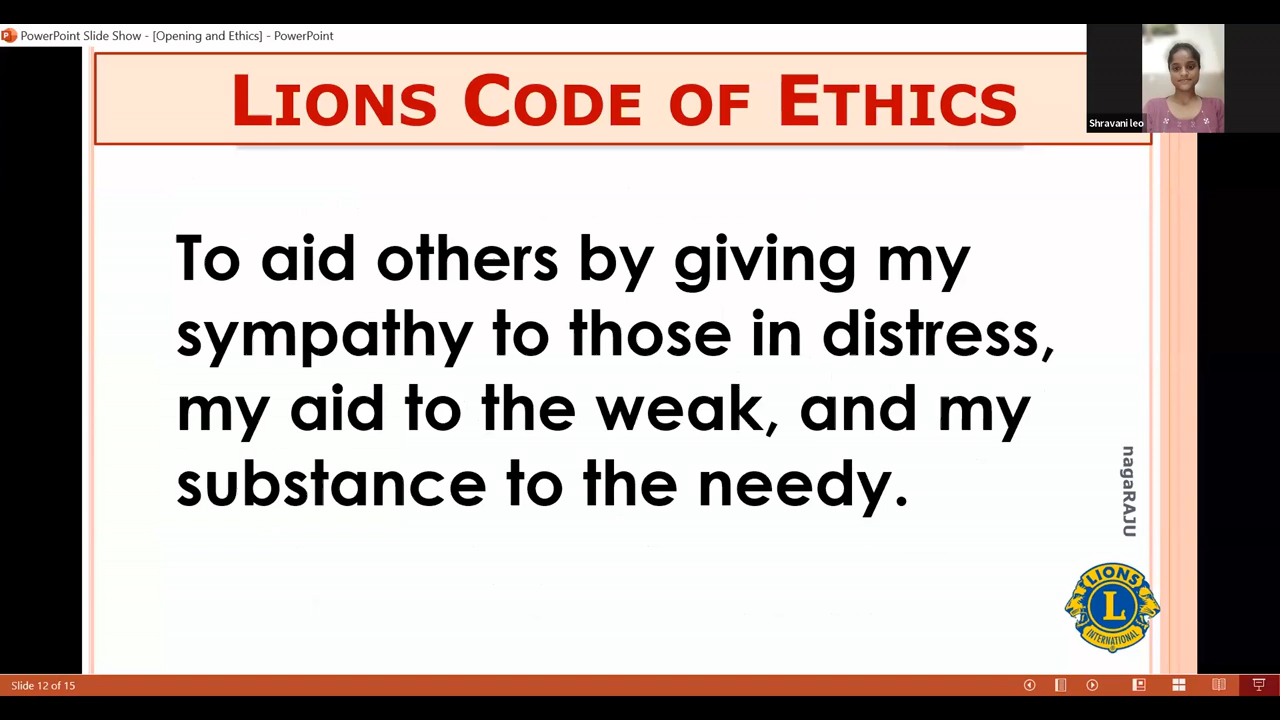 PowerPoint Slide Show - [Opening and Ethics] - PowerPoint
LIONS CODE OF ETHICS
Shravani leo
To aid others by giving my
sympathy to those in distress,
my aid to the weak, and my
substance to the needy.
nagaRAJU
LIONS
L
INTERNATIONAL
Slide 12 of 15